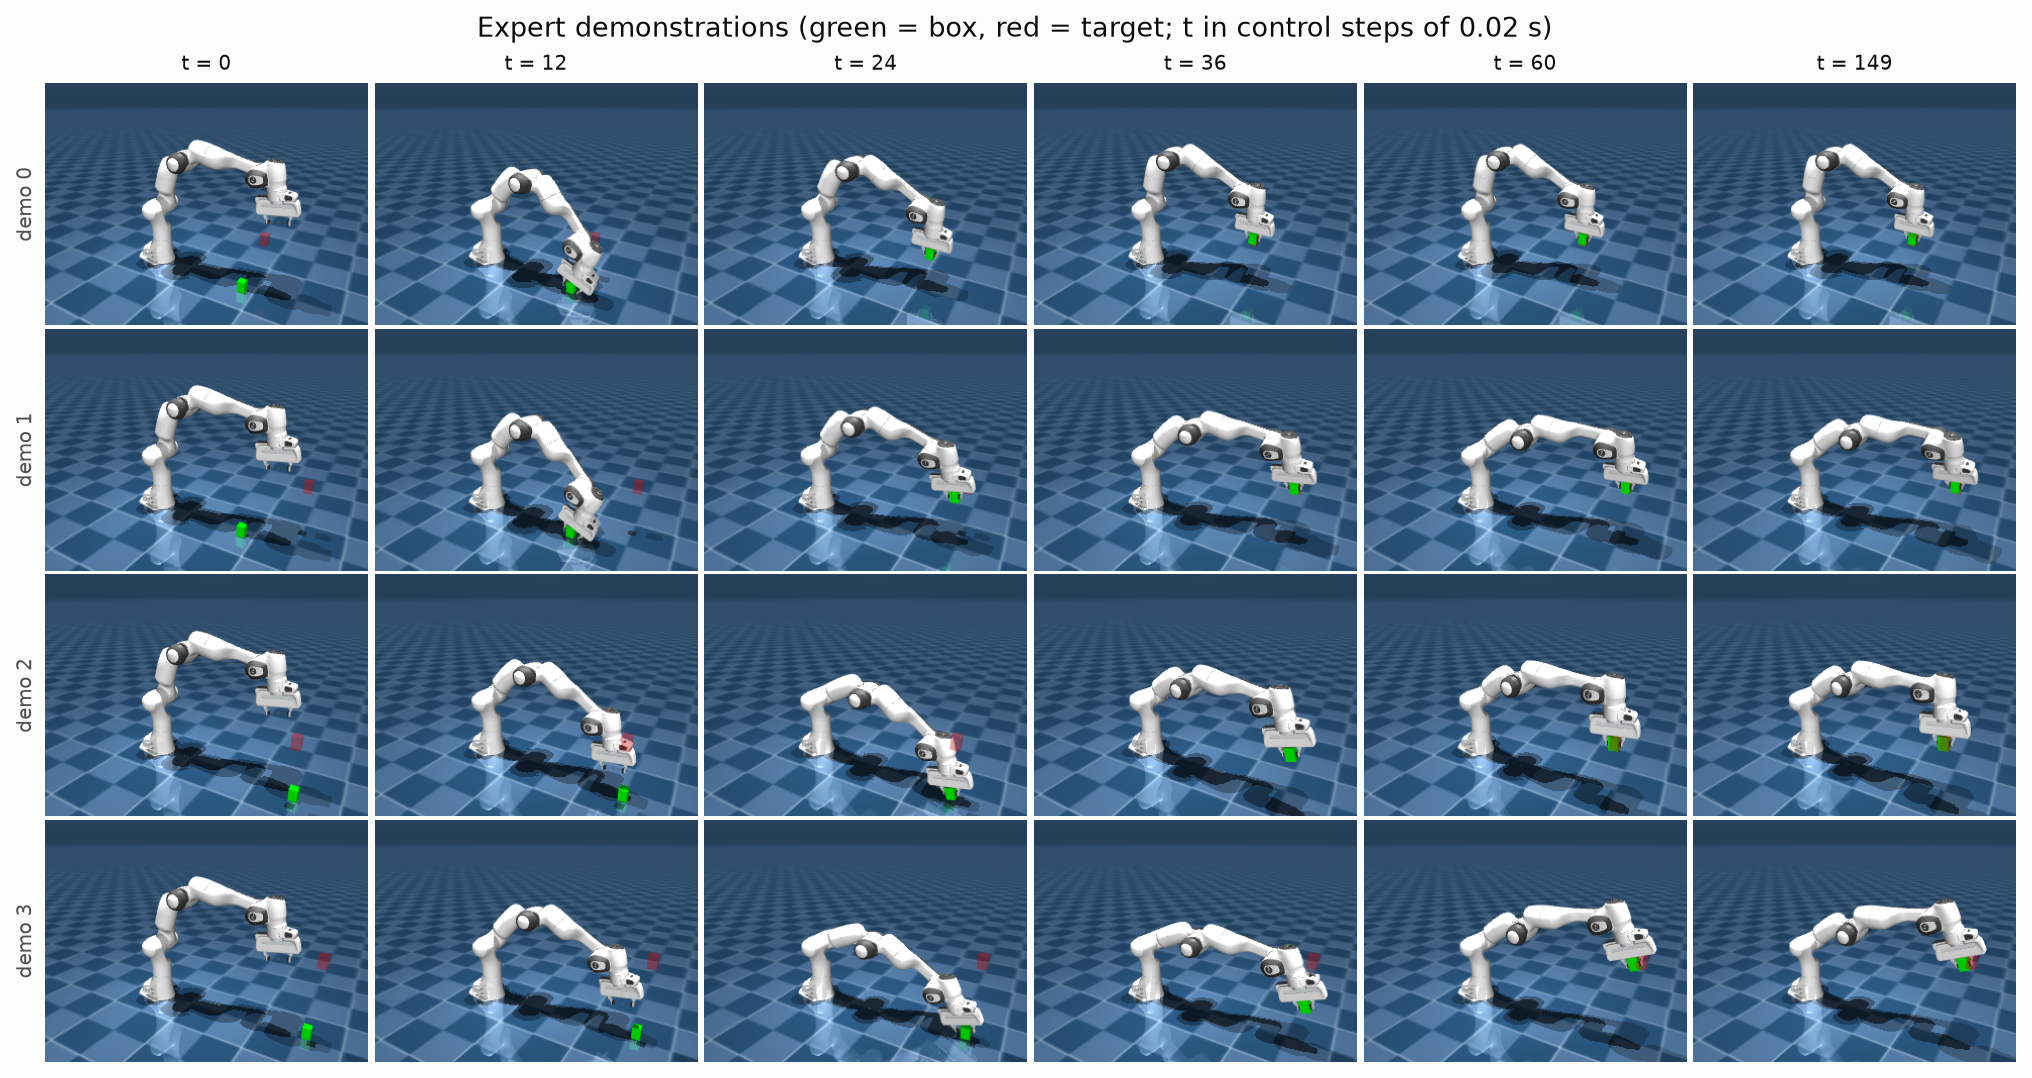 Expert demonstrations (green = box, red = target; t in control steps of 0.02 s)
t = 0
t = 12
t = 24
t = 36
t = 60
t = 149
demo 0
demo 1
demo 2
demo 3